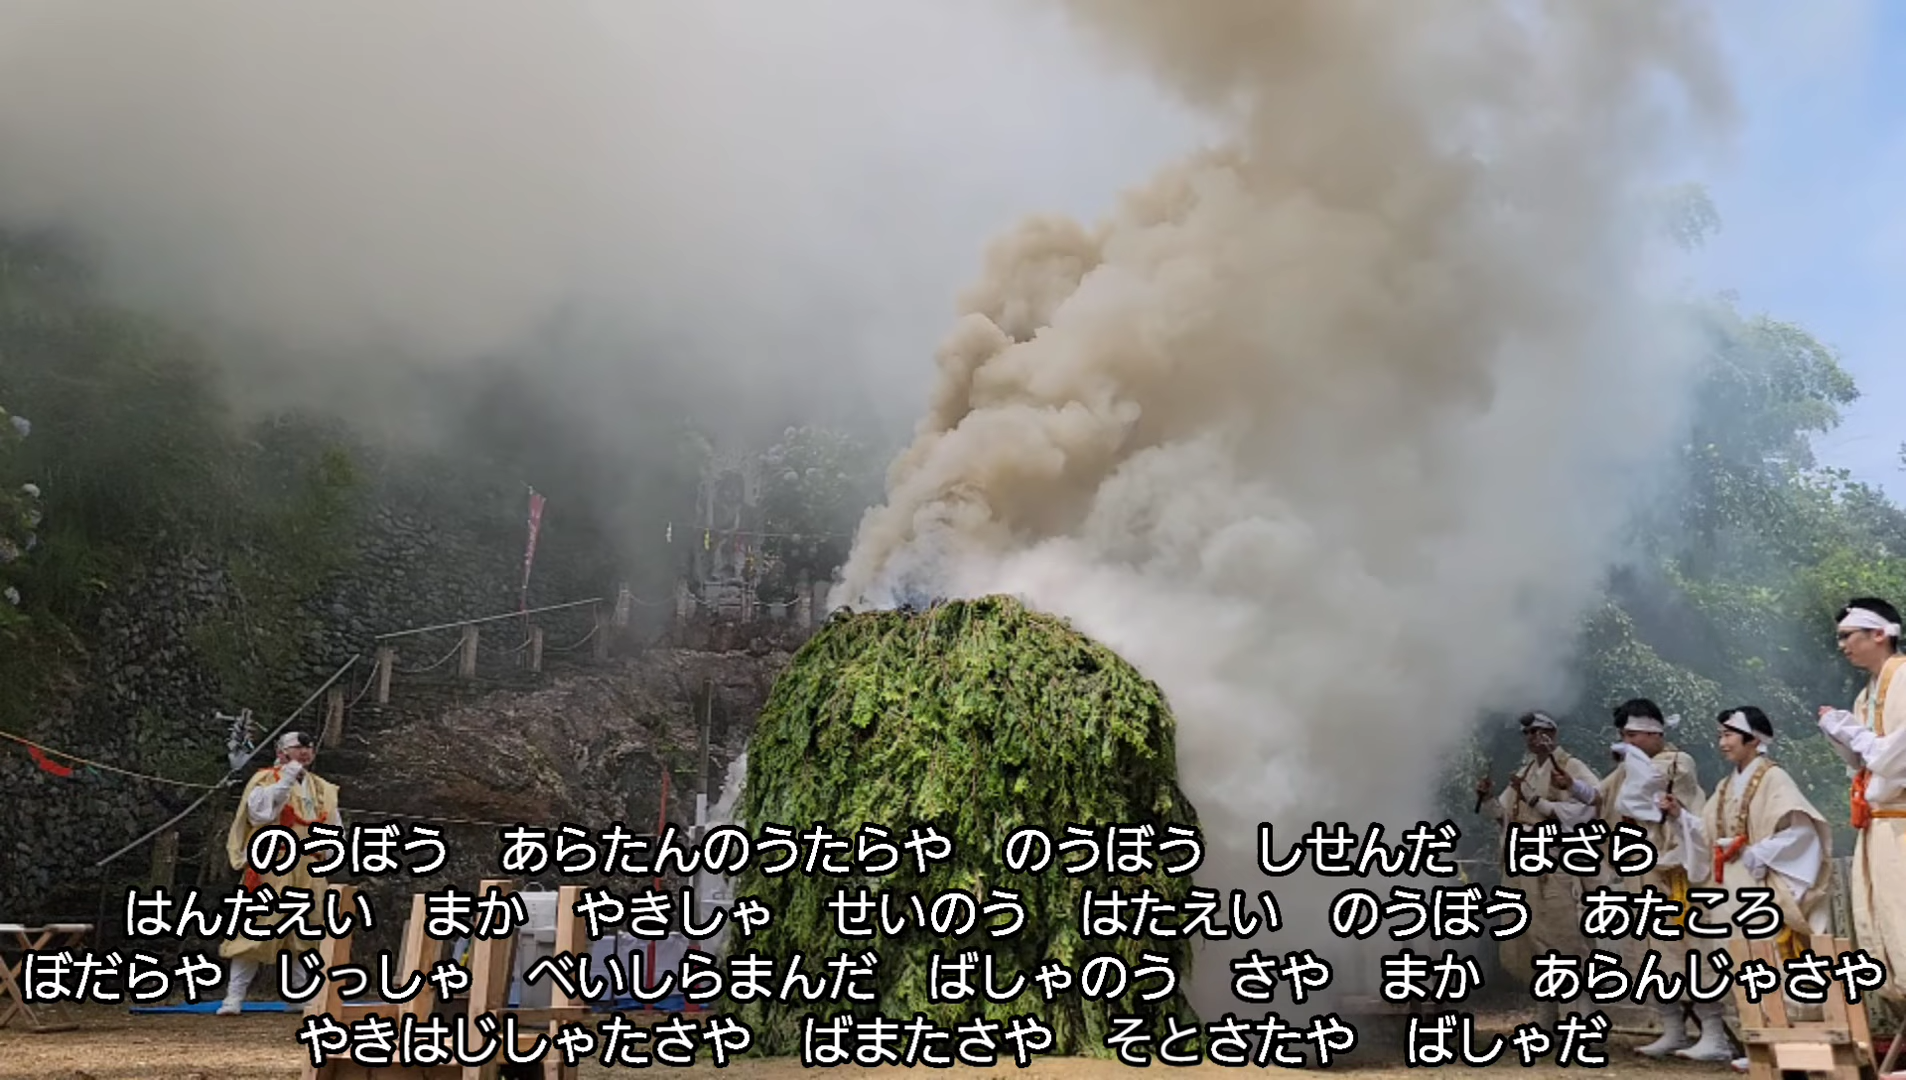 のうぼう　あらたんのうたらや　のうぼう　しせんだ　ばざら
はんだえい　まか　やきしゃ　せいのう　はたえい　のうぼう　あたころ
ぼだらや　じっしゃ　べいしらまんだ　ばしゃのう　さや　まか　あらんじゃさや
やきはじしゃたさや　ばまたさや　そとさたや　ばしゃだ